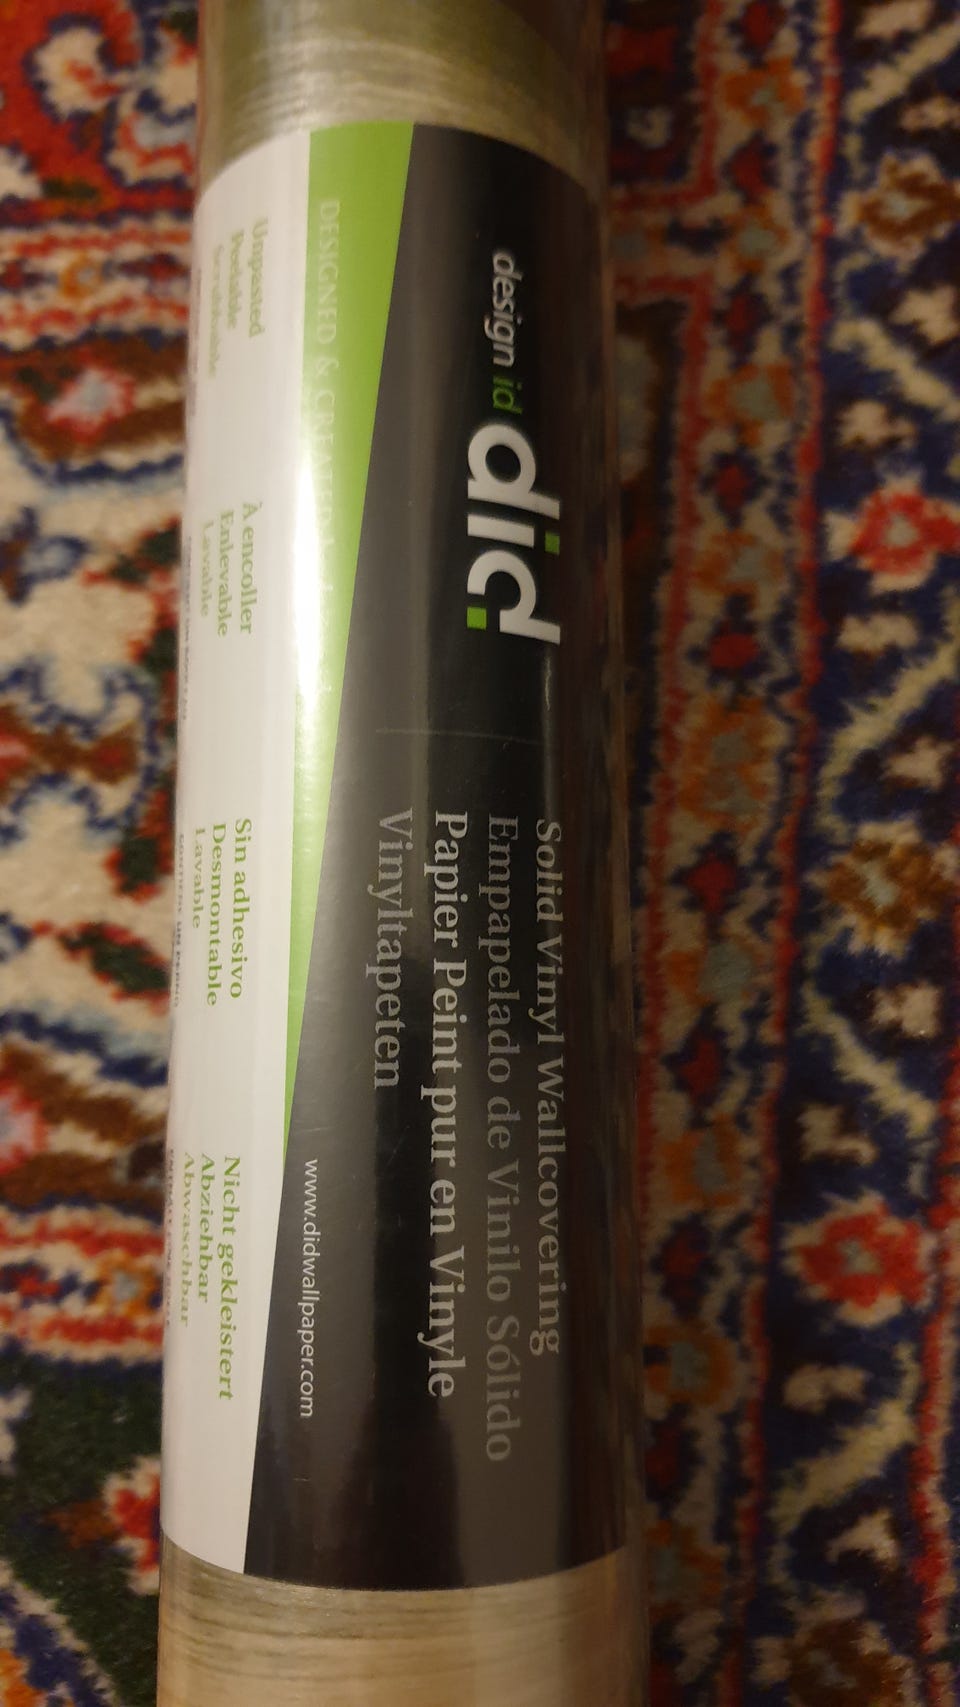 design id
did.
Solid Vinyl Wallcovering
Empapelado de Vinilo Sólido
Papier Peint pur en Vinyle
Vinyltapeten
www.didwallpaper.com
DESIGNED & CREATED
Unpasted
Peelable
Scrubbable
À encoller
Enlevable
Lavable
Sin adhesivo
Desmontable
Lavable
Nicht gekleistert
Abziehbar
Abwaschbar